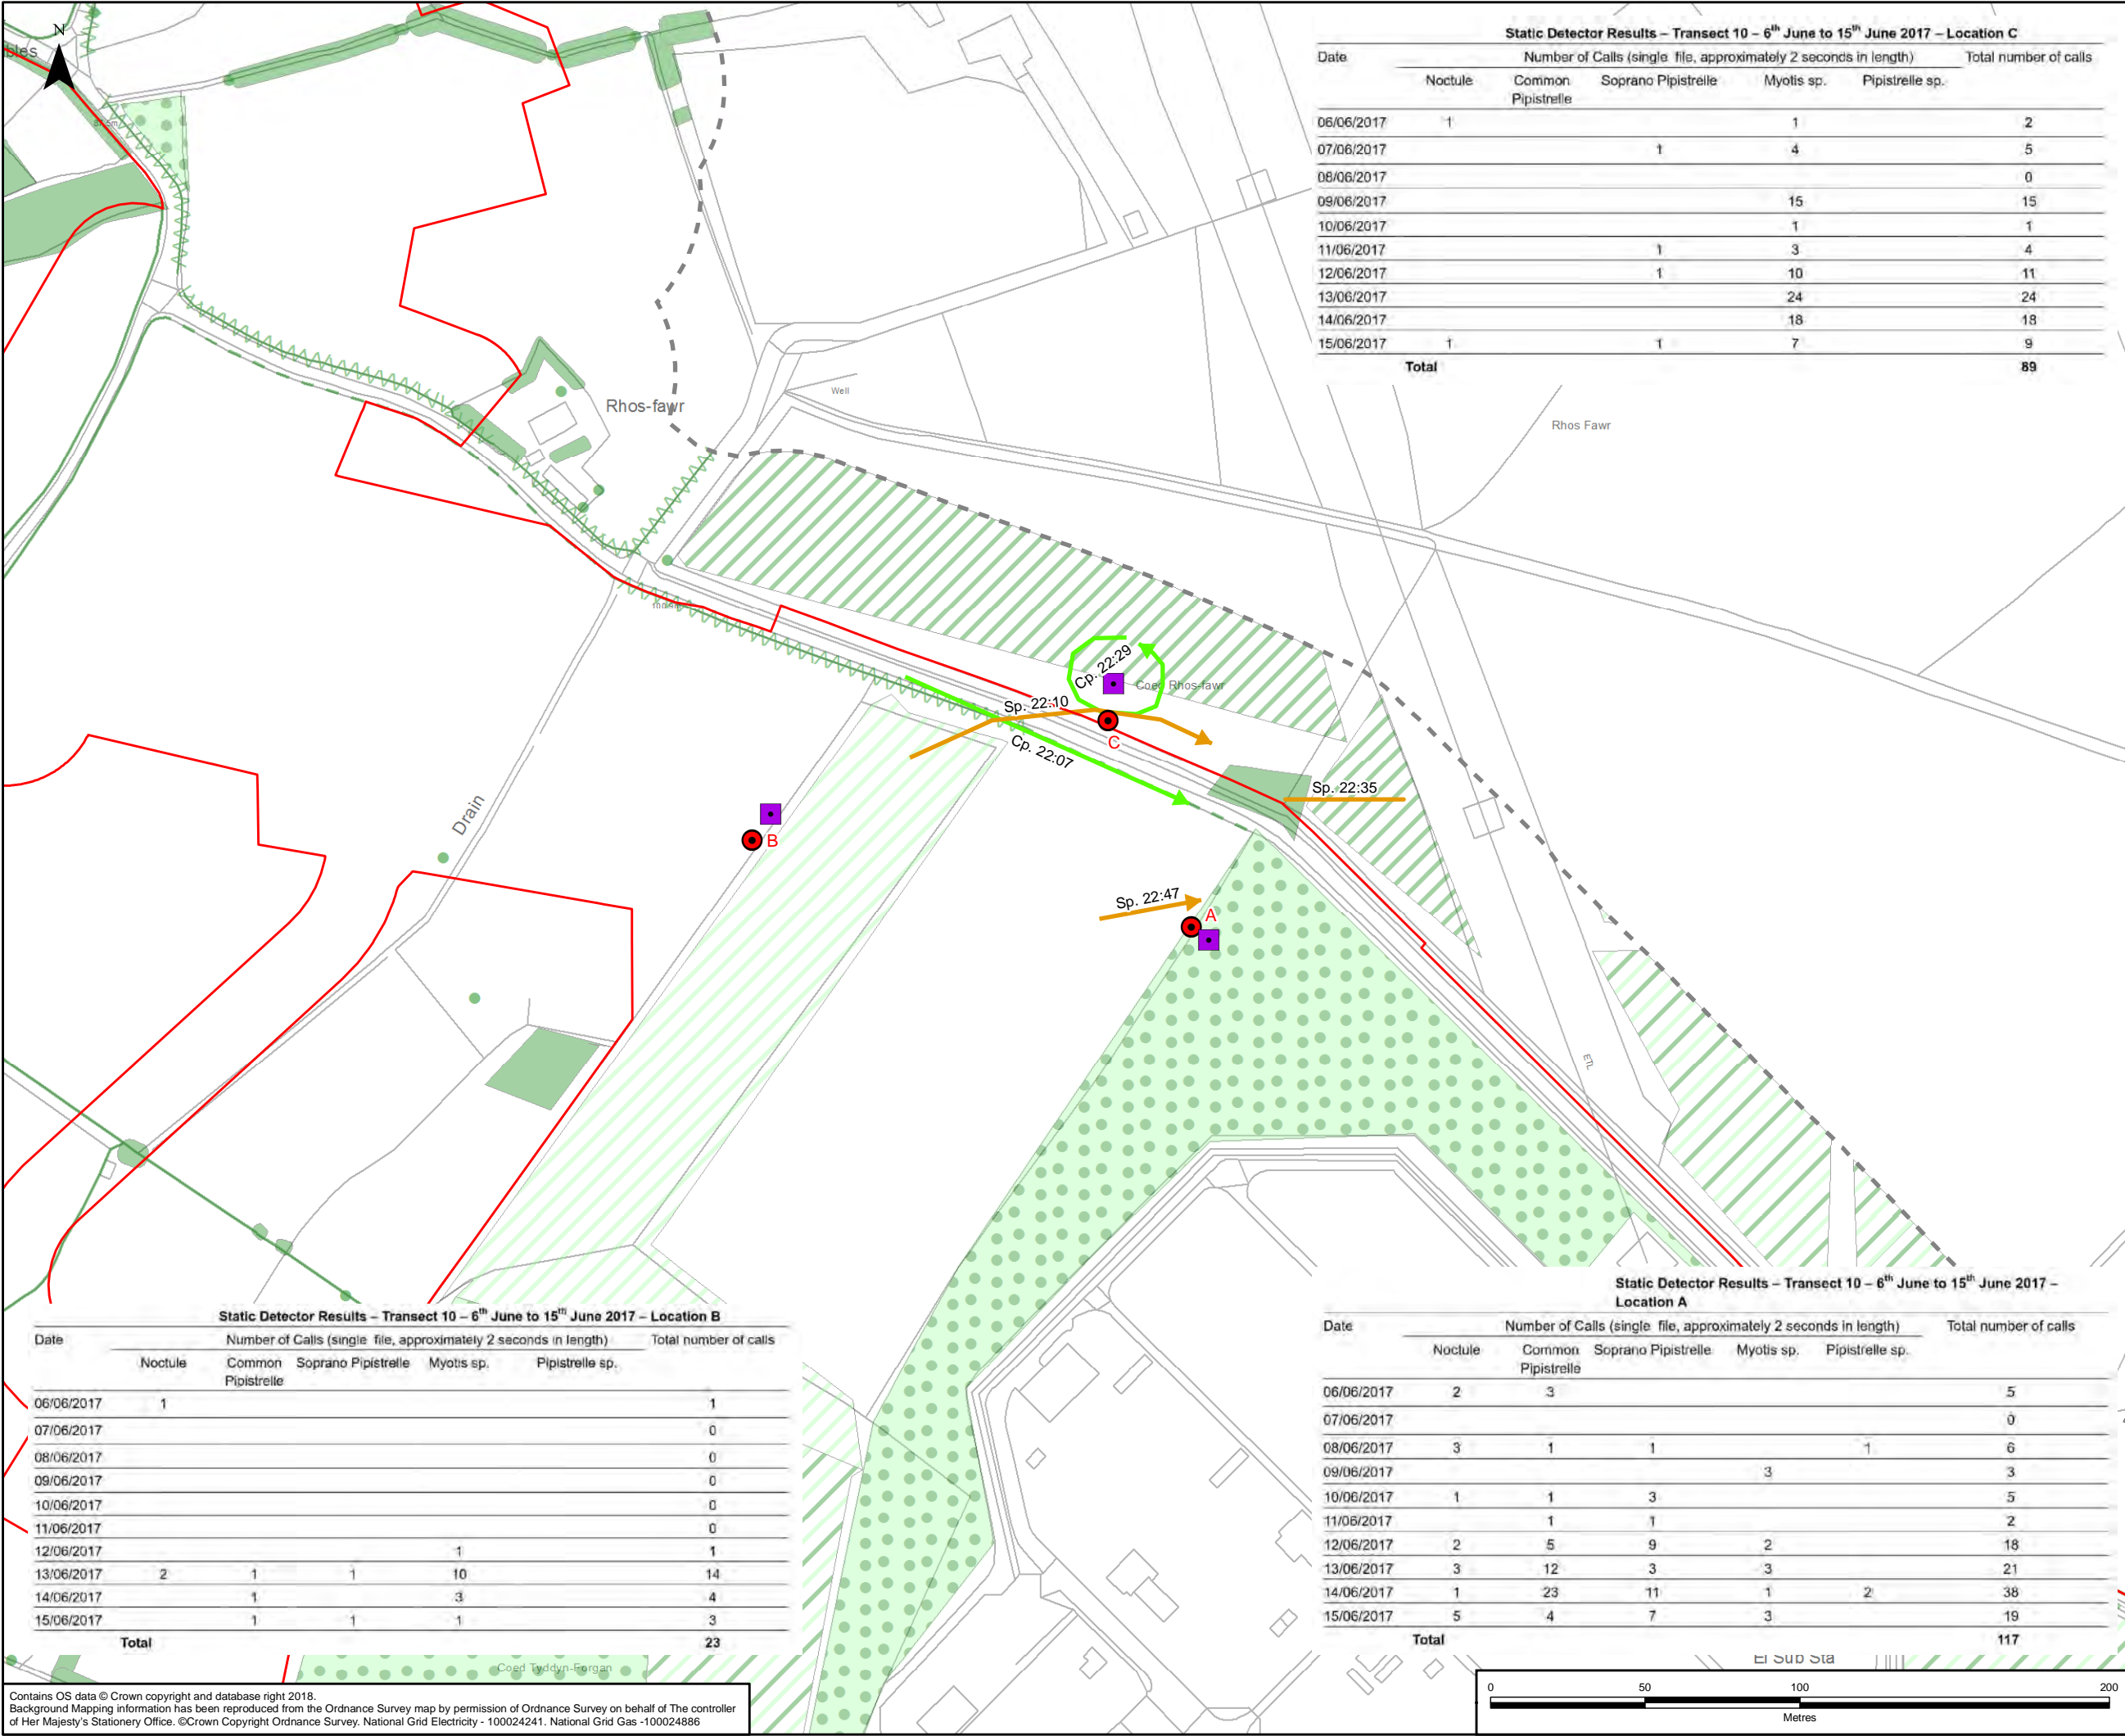 N
bles
Static Detector Results – Transect 10 – 6th June to 15th June 2017 – Location C
Date Number of Calls (single file, approximately 2 seconds in length) Total number of calls
Noctule Common Pipistrelle Soprano Pipistrelle Myotis sp. Pipistrelle sp.
06/06/2017 1 1 2
07/06/2017 1 4 5
08/06/2017 0
09/06/2017 15 15
10/06/2017 1 1
11/06/2017 1 3 4
12/06/2017 1 10 11
13/06/2017 24 24
14/06/2017 18 18
15/06/2017 1 1 7 9
Total 89
Rhos-fawr
Well
Rhos Fawr
Cp. 22:29
Coed Rhos-fawr
Sp. 22:10
C
Cp. 22:07
Sp. 22:35
Drain
B
Sp. 22:47
A
ETL
Static Detector Results – Transect 10 – 6th June to 15th June 2017 – Location B
Date Number of Calls (single file, approximately 2 seconds in length) Total number of calls
Noctule Common Pipistrelle Soprano Pipistrelle Myotis sp. Pipistrelle sp.
06/06/2017 1 1
07/06/2017 0
08/06/2017 0
09/06/2017 0
10/06/2017 0
11/06/2017 0
12/06/2017 1 1
13/06/2017 2 1 1 10 14
14/06/2017 1 3 4
15/06/2017 1 1 1 3
Total 23
Static Detector Results – Transect 10 – 6th June to 15th June 2017 –
Location A
Date Number of Calls (single file, approximately 2 seconds in length) Total number of calls
Noctule Common Pipistrelle Soprano Pipistrelle Myotis sp. Pipistrelle sp.
06/06/2017 2 3 5
07/06/2017 0
08/06/2017 3 1 1 1 6
09/06/2017 3 3
10/06/2017 1 1 3 5
11/06/2017 1 1 2
12/06/2017 2 5 9 2 18
13/06/2017 3 12 3 3 21
14/06/2017 1 23 11 1 2 38
15/06/2017 5 4 7 3 19
Total 117
Coed Tyddyn-Forgan
El Sub Sta
Contains OS data © Crown copyright and database right 2018.
Background Mapping information has been reproduced from the Ordnance Survey map by permission of Ordnance Survey on behalf of The controller
of Her Majesty's Stationery Office. ©Crown Copyright Ordnance Survey. National Grid Electricity - 100024241. National Grid Gas -100024886
0 50 100 200
Metres